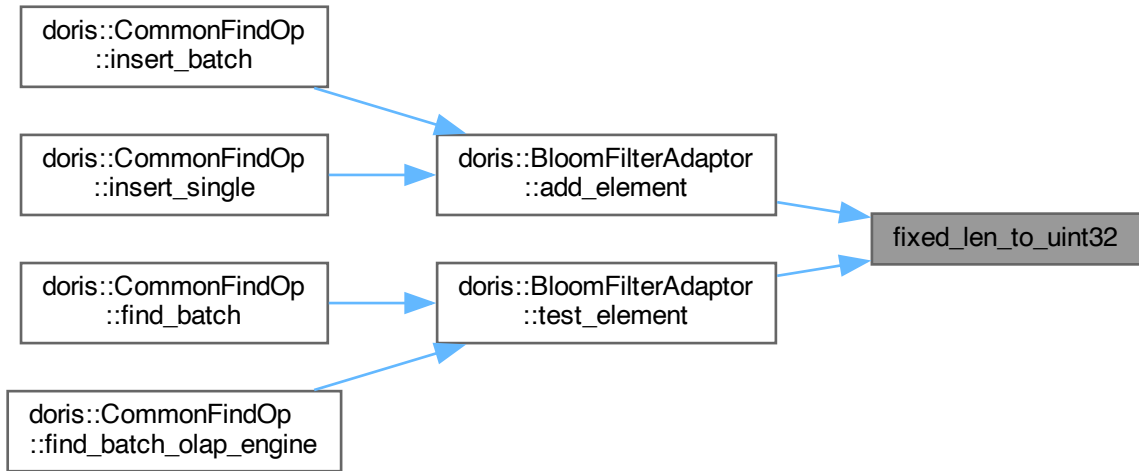 doris::CommonFindOp
::insert_batch
doris::CommonFindOp
::insert_single
doris::CommonFindOp
::find_batch
doris::CommonFindOp
::find_batch_olap_engine
doris::BloomFilterAdaptor
::add_element
doris::BloomFilterAdaptor
::test_element
fixed_len_to_uint32